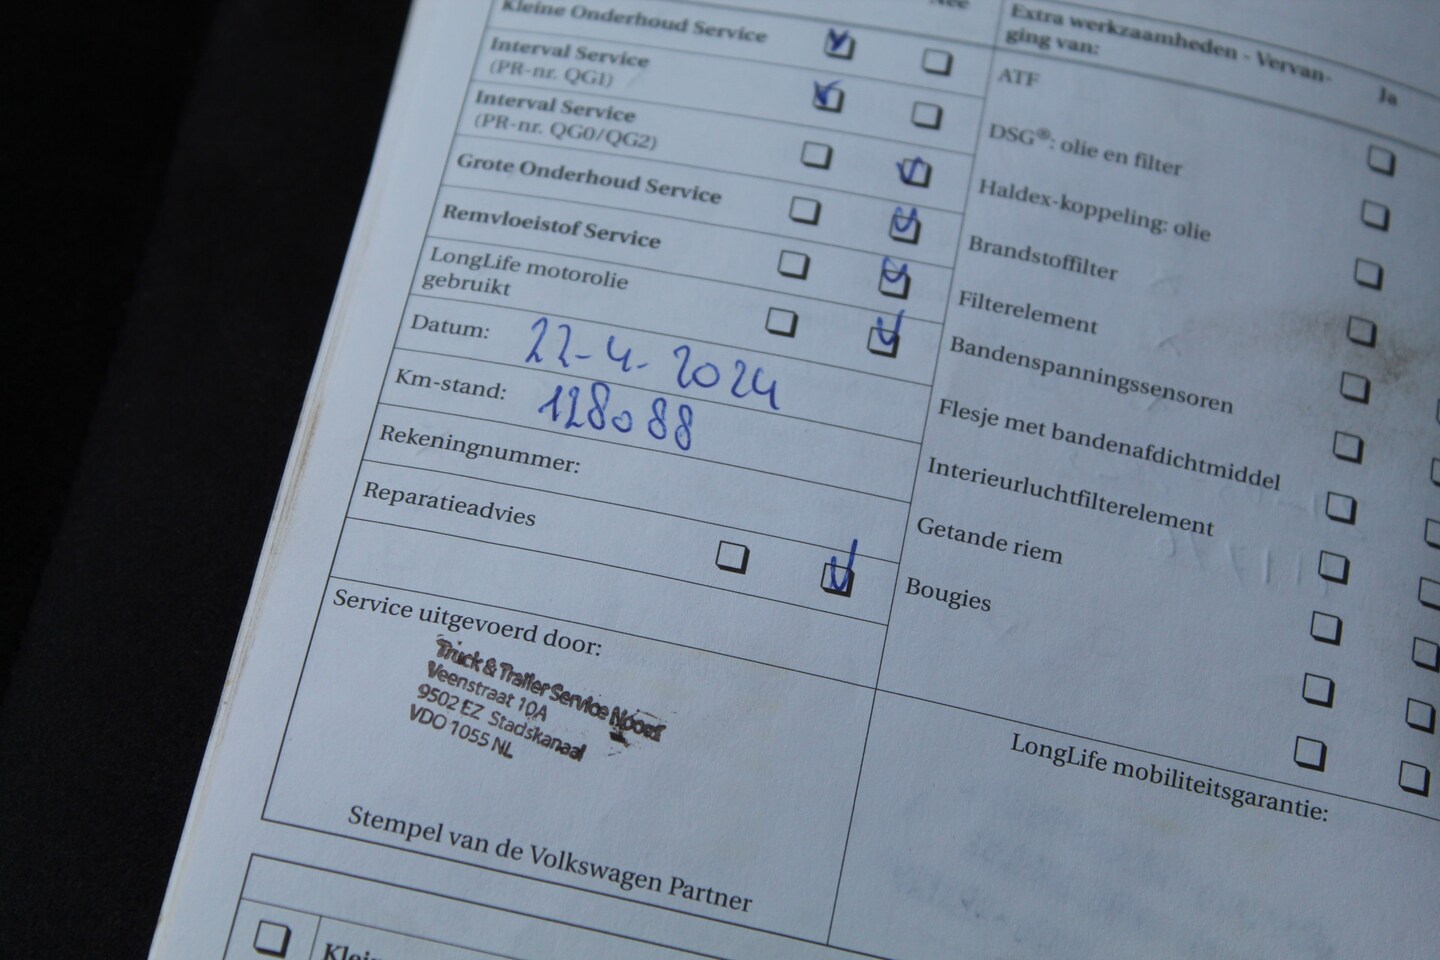 Kleine Onderhoud Service
Interval Service
(PR-nr. QG1)
Interval Service
(PR-nr. QG0/QG2)
Grote Onderhoud Service
Remvloeistof Service
LongLife motorolie
gebruikt
Datum: 22-4-2024
Km-stand: 128088
Rekeningnummer:
Reparatieadvies
Service uitgevoerd door:
Truck & Trailer Service
Veenstraat 10A
9502 EZ Stadskanaal
VDO 1055 NL
Stempel van de Volkswagen Partner
Nee
Extra werkzaamheden - Vervan-
ging van:
Ja
ATF
DSG®: olie en filter
Haldex-koppeling: olie
Brandstoffilter
Filterelement
Bandenspanningssensoren
Flesje met bandenafdichtmiddel
Interieurluchtfilterelement
Getande riem
Bougies
LongLife mobiliteitsgarantie: